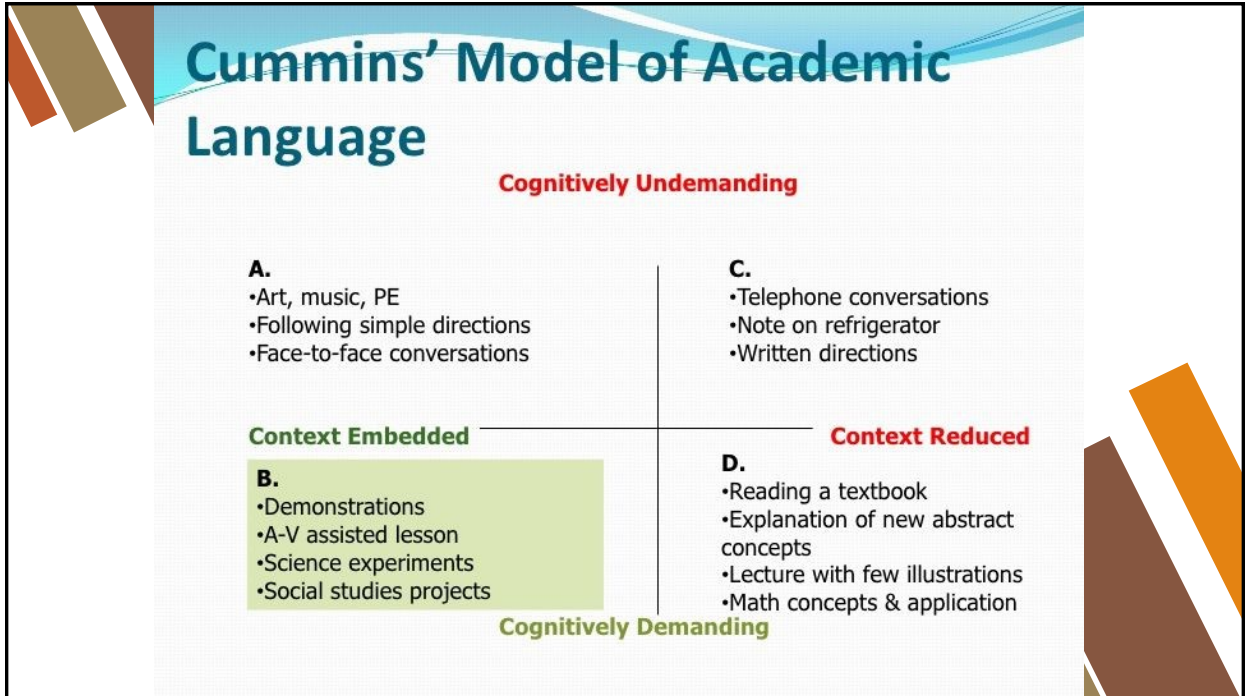 Cummins’ Model of Academic
Language
Cognitively Undemanding
A.
•Art, music, PE
•Following simple directions
•Face-to-face conversations
C.
•Telephone conversations
•Note on refrigerator
•Written directions
Context Embedded
Context Reduced
B.
•Demonstrations
•A-V assisted lesson
•Science experiments
•Social studies projects
D.
•Reading a textbook
•Explanation of new abstract
concepts
•Lecture with few illustrations
•Math concepts & application
Cognitively Demanding